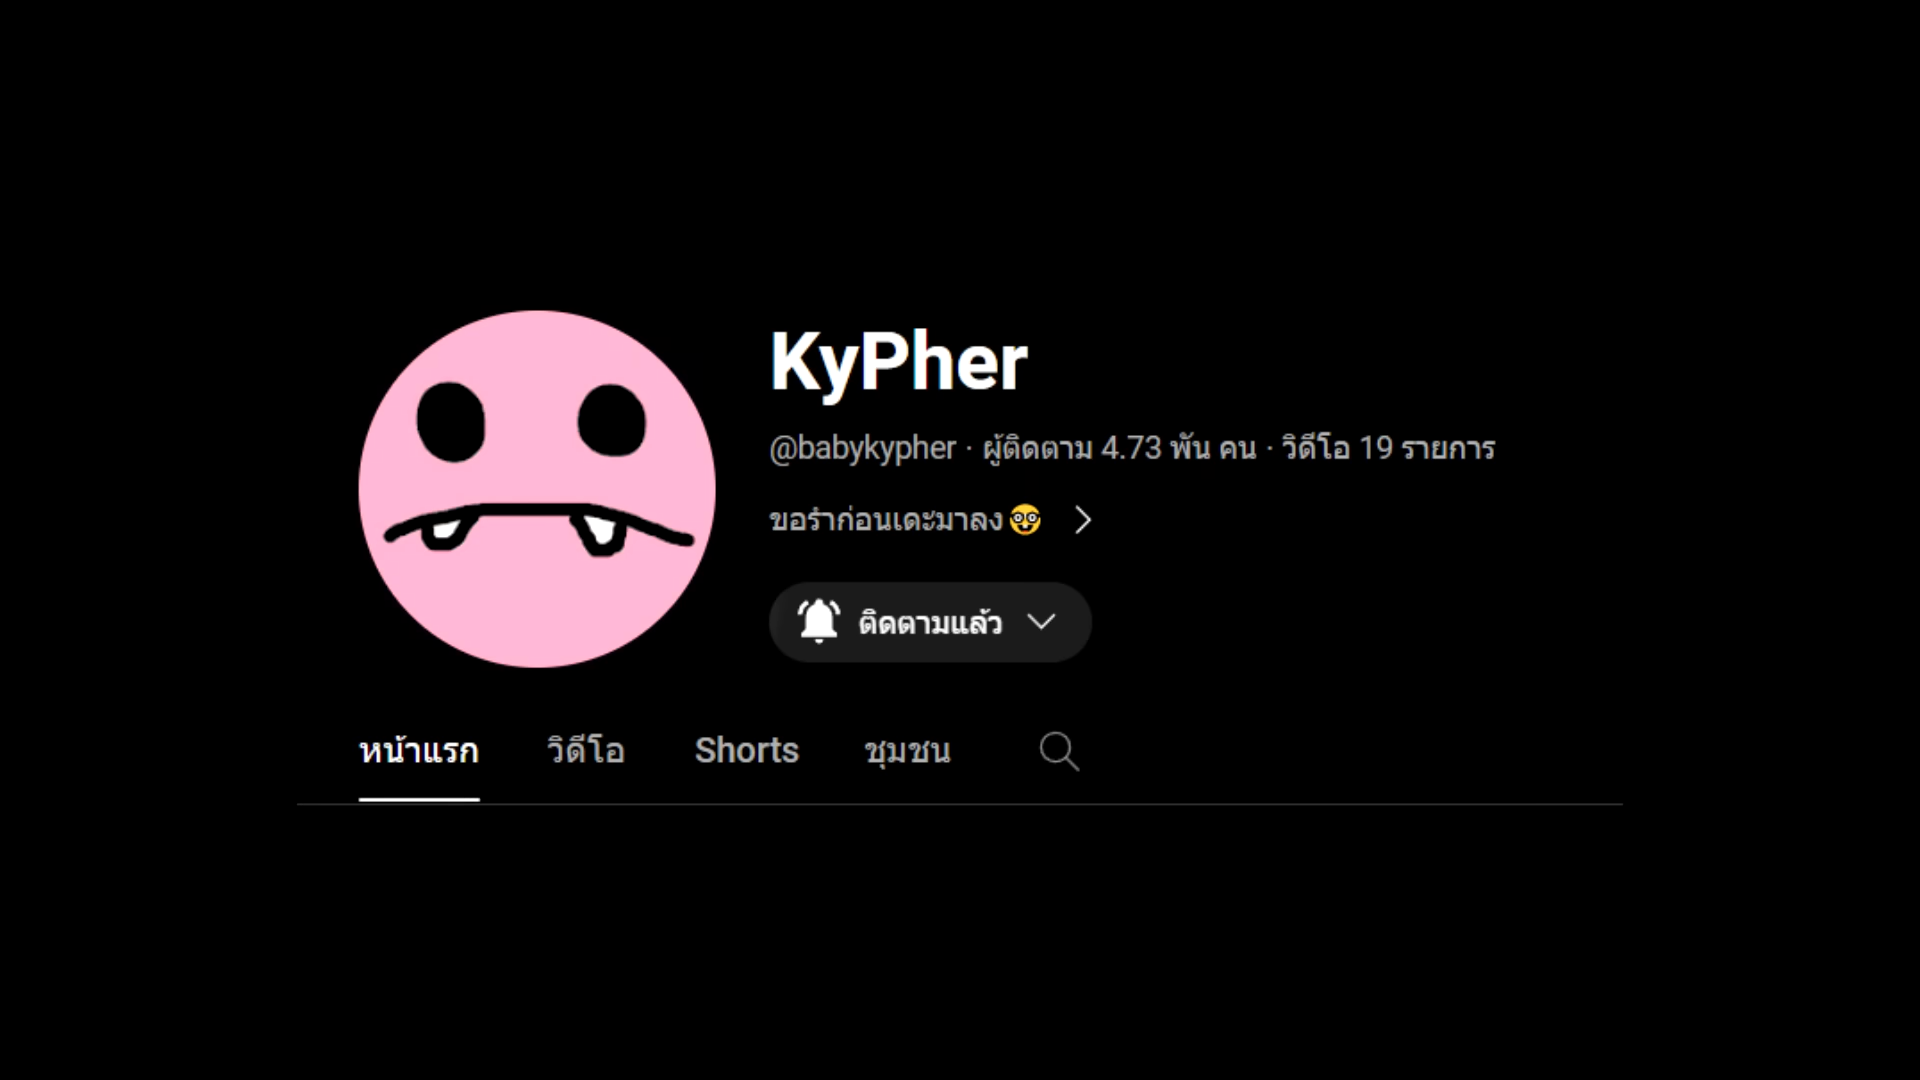 KyPher
@babykypher · ผู้ติดตาม 4.73 พัน คน · วิดีโอ 19 รายการ
ขอรำก่อนเดะมาลง🥸
ติดตามแล้ว
หน้าแรก วิดีโอ Shorts ชุมชน